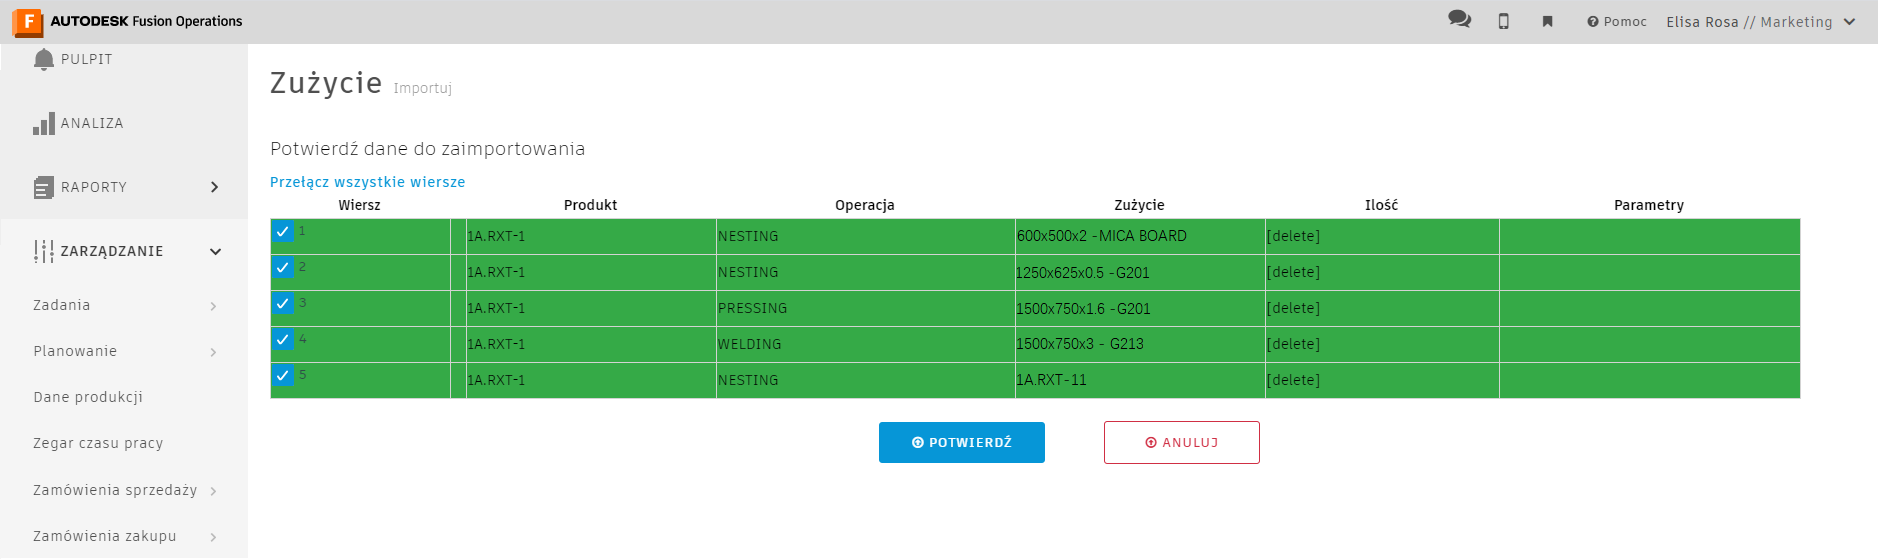 AUTODESK Fusion Operations
Pomoc Elisa Rosa // Marketing
PULPIT
ANALIZA
RAPORTY
ZARZĄDZANIE
Zadania
Planowanie
Dane produkcji
Zegar czasu pracy
Zamówienia sprzedaży
Zamówienia zakupu
Zużycie Importuj
Potwierdź dane do zaimportowania
Przełącz wszystkie wiersze
Wiersz Produkt Operacja Zużycie Ilość Parametry
1 1A.RXT-1 NESTING 600x500x2 -MICA BOARD [delete]
2 1A.RXT-1 NESTING 1250x625x0.5 -G201 [delete]
3 1A.RXT-1 PRESSING 1500x750x1.6 -G201 [delete]
4 1A.RXT-1 WELDING 1500x750x3 - G213 [delete]
5 1A.RXT-1 NESTING 1A.RXT-11 [delete]
POTWIERDŹ ANULUJ